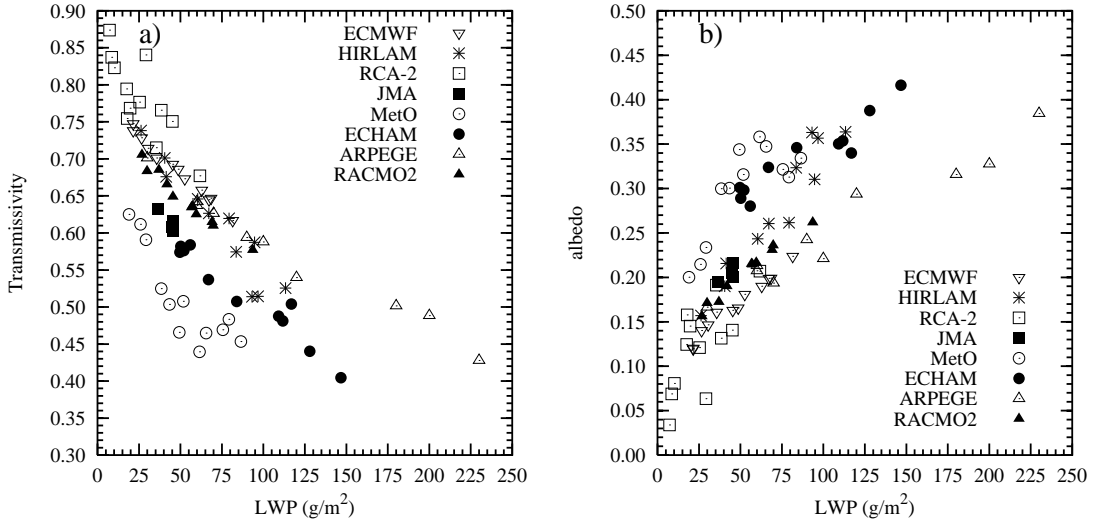 a)
Transmissivity
0.90
0.85
0.80
0.75
0.70
0.65
0.60
0.55
0.50
0.45
0.40
0.35
0.30
0 25 50 75 100 125 150 175 200 225 250
LWP (g/m²)
ECMWF
HIRLAM
RCA-2
JMA
MetO
ECHAM
ARPEGE
RACMO2
b)
albedo
0.50
0.45
0.40
0.35
0.30
0.25
0.20
0.15
0.10
0.05
0.00
0 25 50 75 100 125 150 175 200 225 250
LWP (g/m²)
ECMWF
HIRLAM
RCA-2
JMA
MetO
ECHAM
ARPEGE
RACMO2